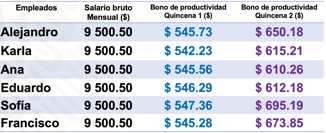 Empleados Salario bruto Mensual ($) Bono de productividad Quincena 1 ($) Bono de productividad Quincena 2 ($)
Alejandro 9 500.50 $ 545.73 $ 650.18
Karla 9 500.50 $ 542.23 $ 615.21
Ana 9 500.50 $ 545.56 $ 610.26
Eduardo 9 500.50 $ 546.29 $ 612.18
Sofía 9 500.50 $ 547.36 $ 695.19
Francisco 9 500.50 $ 545.28 $ 673.85